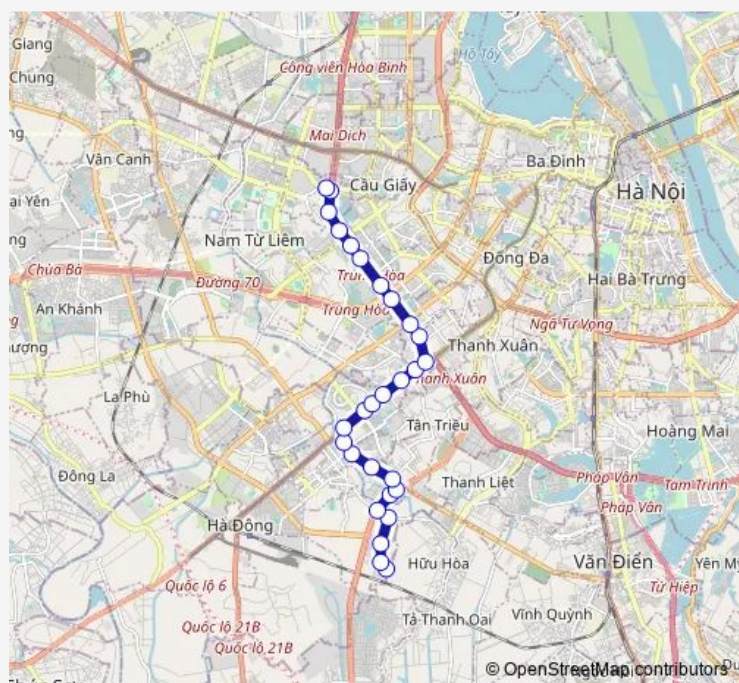 Giang
Chung
Công viên Hòa Bình
Hồ Tây
Mai Dịch
Vân Canh
Cầu Giấy
Ba Đình
Hà Nội
ại Yên
ng
Nam Từ Liêm
Chùa Bà
Đường 70
Trung Hòa
Đống Đa
Hai Bà Trưng
An Khánh
Trung Hòa
Ngã Tư Vọng
Thanh Xuân
La Phù
Thanh Xuân
Tân Triều
Hoàng Mai
Đông La
Thanh Liệt
Pháp Vân
Tam Trinh
Pháp Vân
Hà Đông
Hữu Hòa
Văn Điển
Yên Mỹ
Quốc lộ 6
Tứ Hiệp
Quốc lộ 21B
Tả Thanh Oai
Vĩnh Quỳnh
Quốc lộ 21B
© OpenStreetMap contributors